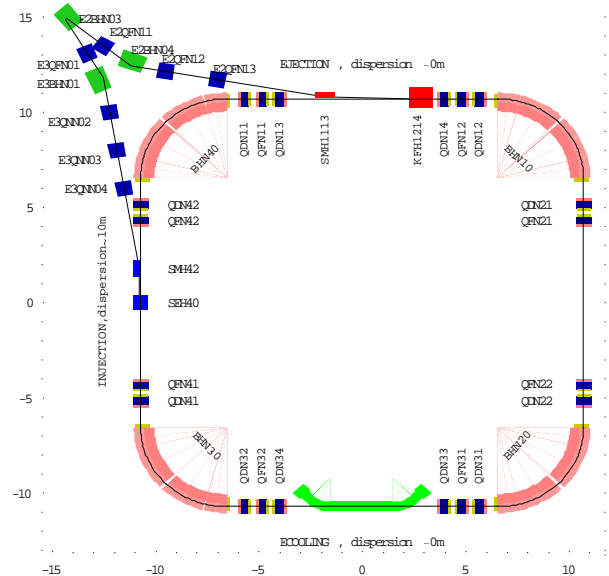 15
E2BHN03
E2QFN11
E2BHN04
E3QFN01
E2QFN12
E2QFN13
EJECTION , dispersion ~0m
E3BHN01
10
E3QNN02
QDN11
QFN11
QDN13
SMH1113
KFH1214
QDN14
QFN12
QDN12
E3QNN03
BHN40
BHN10
E3QNN04
5
QDN42
QDN21
QFN42
QFN21
SMH42
INJECTION,dispersion~10m
0
SEH40
QFN41
QFN22
-5
QDN41
QDN22
BHN30
BHN20
QDN32
QFN32
QDN34
QDN33
QFN31
QDN31
-10
ECOOLING , dispersion ~0m
-15
-10
-5
0
5
10